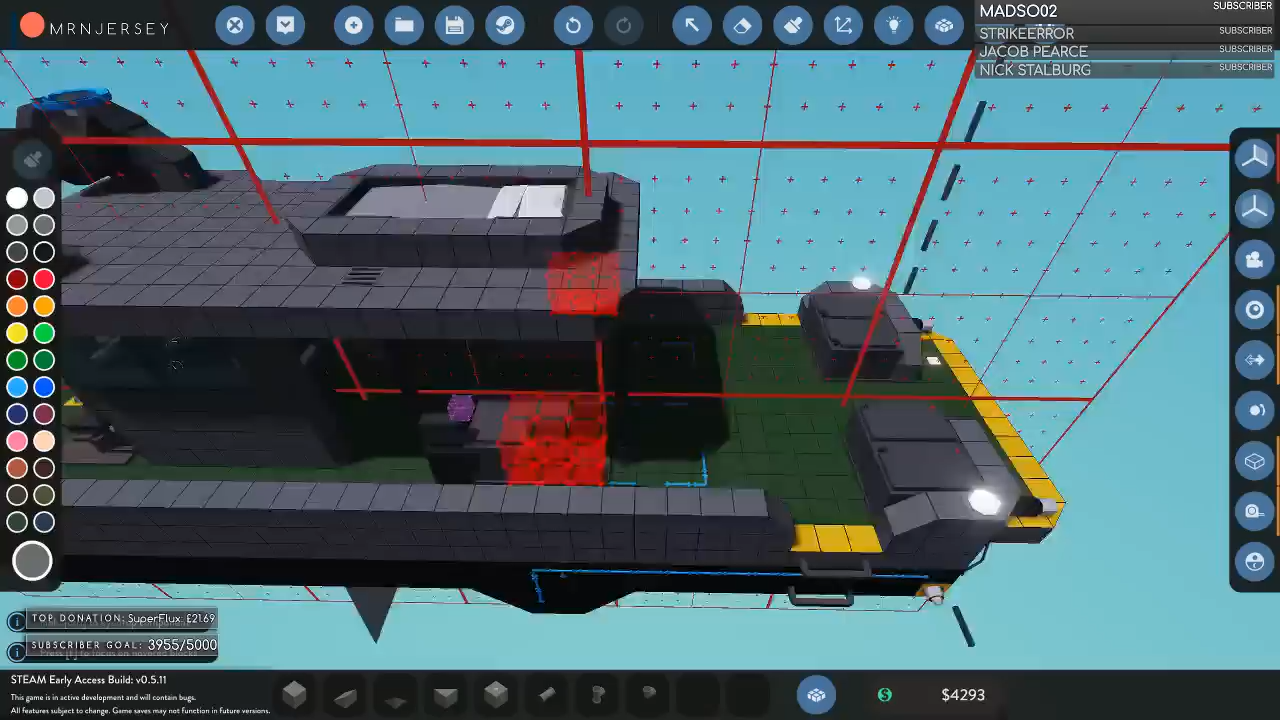 MRNJERSEY
MADSO02 SUBSCRIBER
STRIKEERROR SUBSCRIBER
JACOB PEARCE SUBSCRIBER
NICK STALBURG SUBSCRIBER
TOP DONATION: SuperFlux: £2169
SUBSCRIBER GOAL: 3955/5000
STEAM Early Access Build: v0.5.11
This game is in active development and will contain bugs.
All features subject to change. Game saves may not function in future versions.
$4293